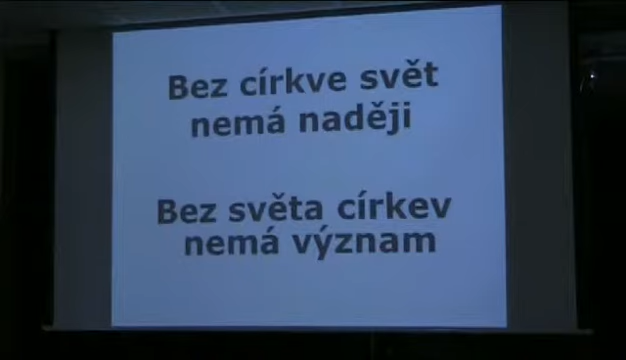 Bez církve svět
nemá naději
Bez světa církev
nemá význam